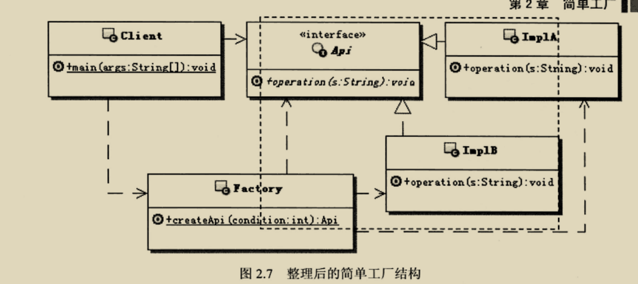 第 2 章 简单工厂
Client
+main(args:String[]):void
«interface»
Api
+operation(s:String):void
ImplA
+operation(s:String):void
ImplB
+operation(s:String):void
Factory
+createApi(condition:int):Api
图 2.7 整理后的简单工厂结构